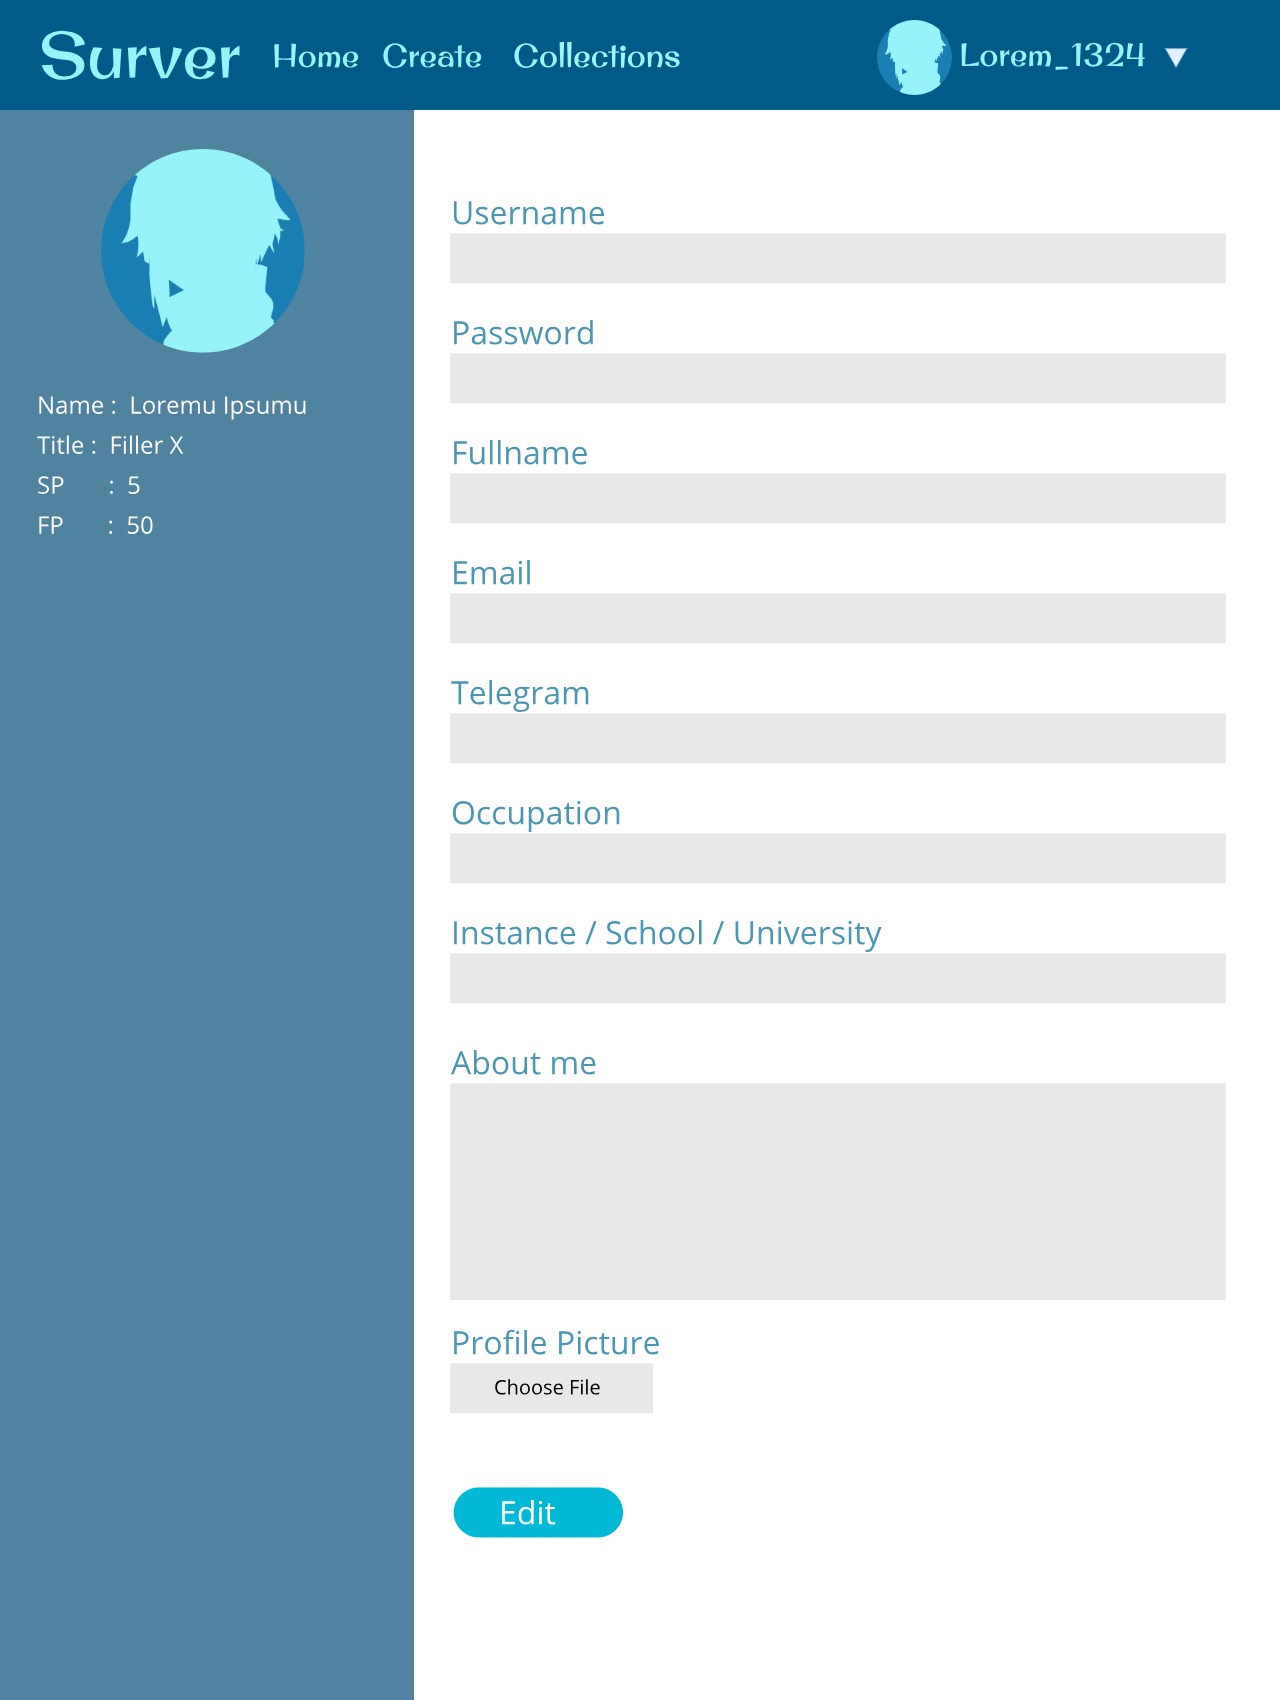 Surver Home Create Collections Lorem_1324 ▼
Name : Loremu Ipsumu
Title : Filler X
SP : 5
FP : 50
Username
Password
Fullname
Email
Telegram
Occupation
Instance / School / University
About me
Profile Picture
Choose File
Edit